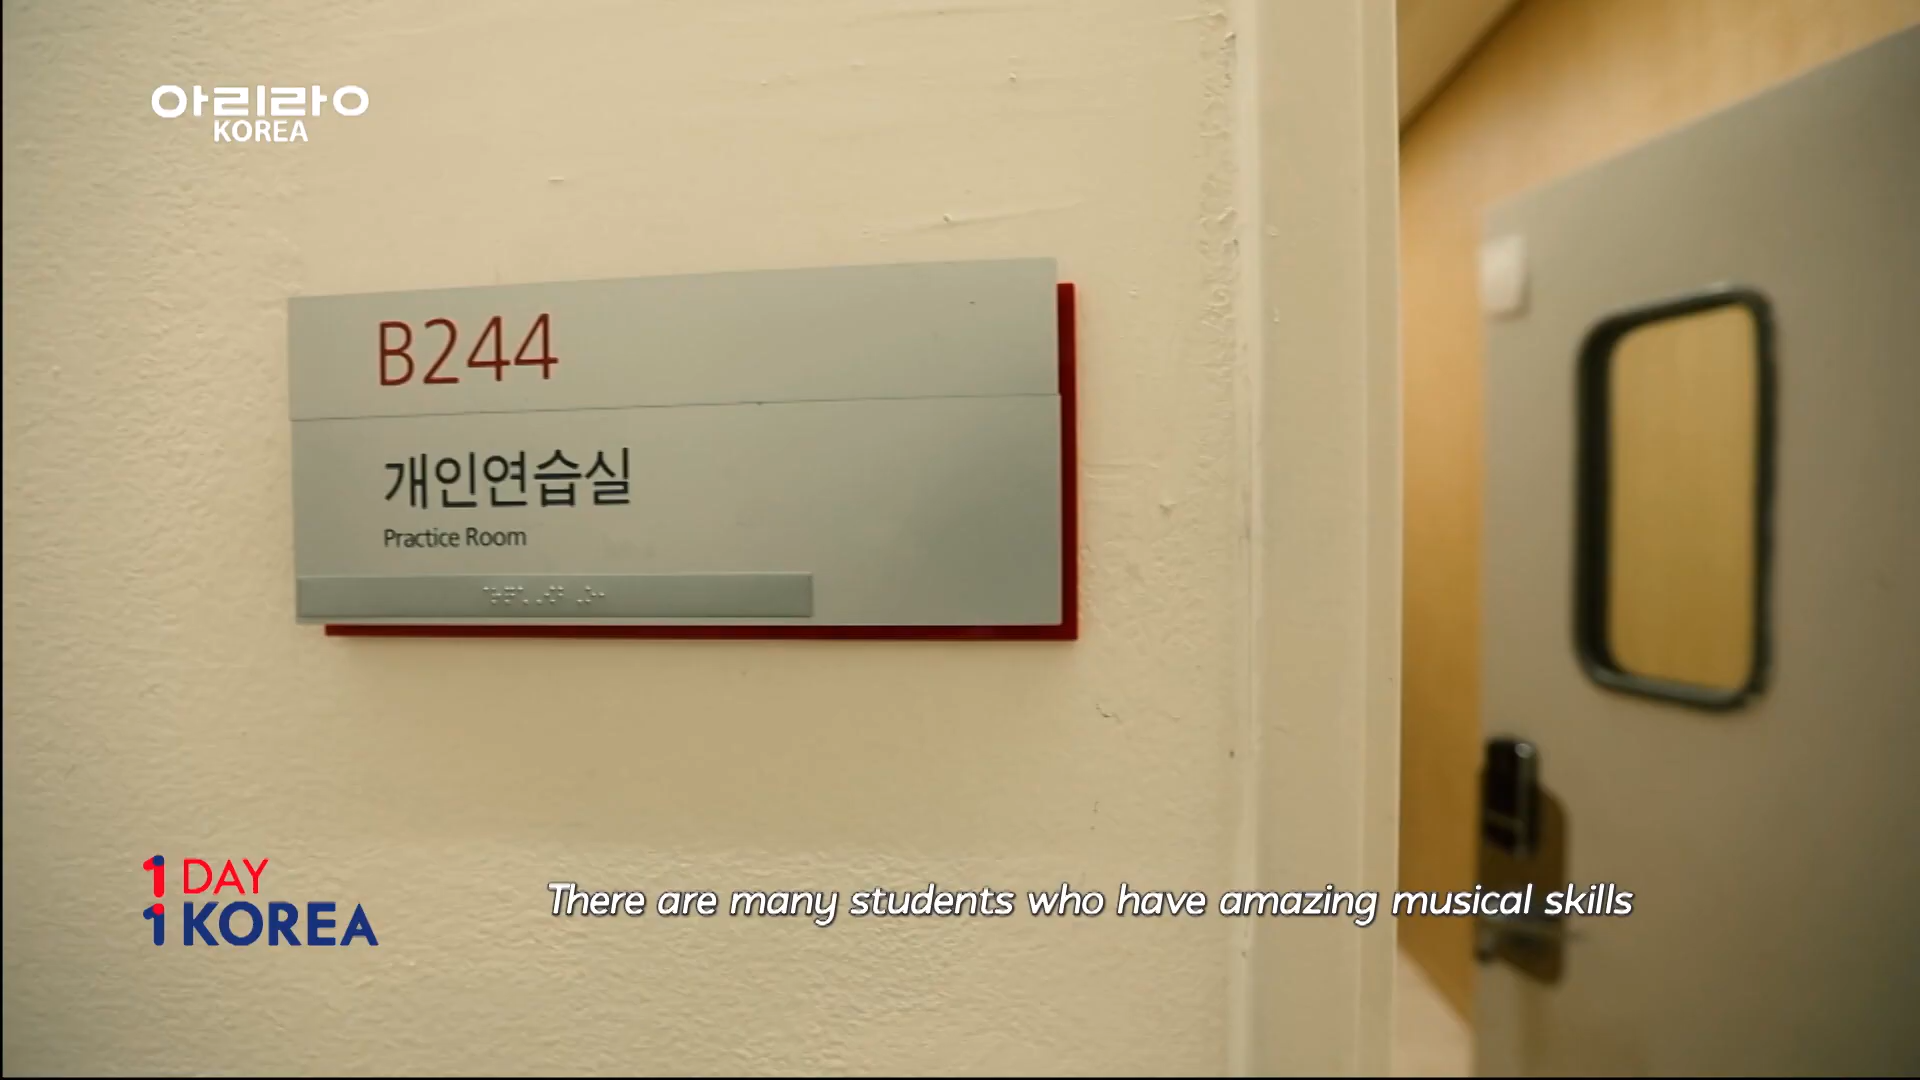 아리랑
KOREA
B244
개인연습실
Practice Room
1 DAY
1 KOREA
There are many students who have amazing musical skills